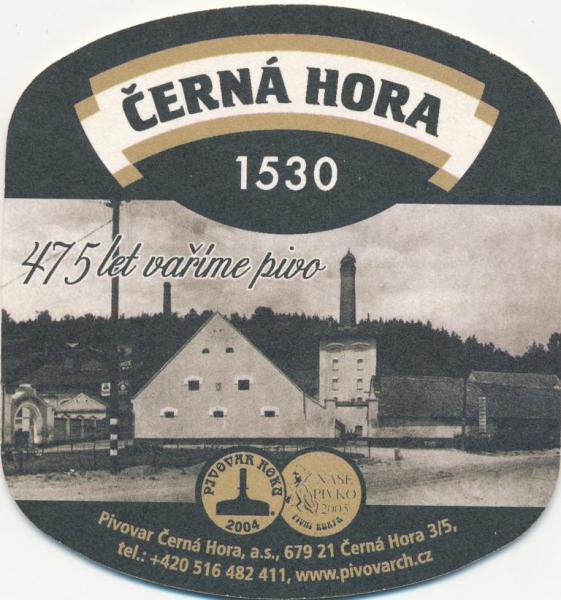 ČERNÁ HORA
1530
475 let vaříme pivo
PIVOVAR ROKU
2004
NAŠE
PIVKO
2005
Pivovar Černá Hora, a.s., 679 21 Černá Hora 3/5,
tel.: +420 516 482 411, www.pivovarch.cz